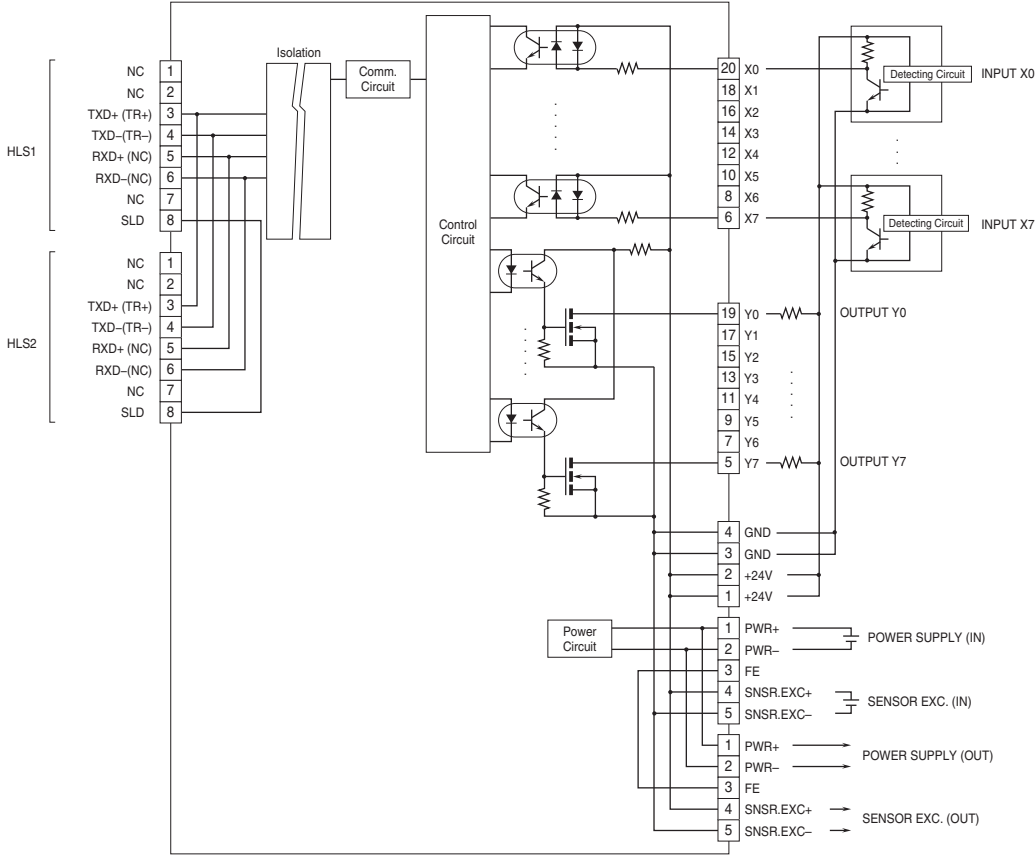 Isolation
Comm.
Circuit
Control
Circuit
HLS1
NC 1
NC 2
TXD+ (TR+) 3
TXD–(TR–) 4
RXD+ (NC) 5
RXD–(NC) 6
NC 7
SLD 8
HLS2
NC 1
NC 2
TXD+ (TR+) 3
TXD–(TR–) 4
RXD+ (NC) 5
RXD–(NC) 6
NC 7
SLD 8
20 X0
18 X1
16 X2
14 X3
12 X4
10 X5
8 X6
6 X7
Detecting Circuit INPUT X0
Detecting Circuit INPUT X7
19 Y0 OUTPUT Y0
17 Y1
15 Y2
13 Y3
11 Y4
9 Y5
7 Y6
5 Y7 OUTPUT Y7
4 GND
3 GND
2 +24V
1 +24V
Power
Circuit
1 PWR+
2 PWR–
POWER SUPPLY (IN)
3 FE
4 SNSR.EXC+
5 SNSR.EXC–
SENSOR EXC. (IN)
1 PWR+
2 PWR–
POWER SUPPLY (OUT)
3 FE
4 SNSR.EXC+
5 SNSR.EXC–
SENSOR EXC. (OUT)